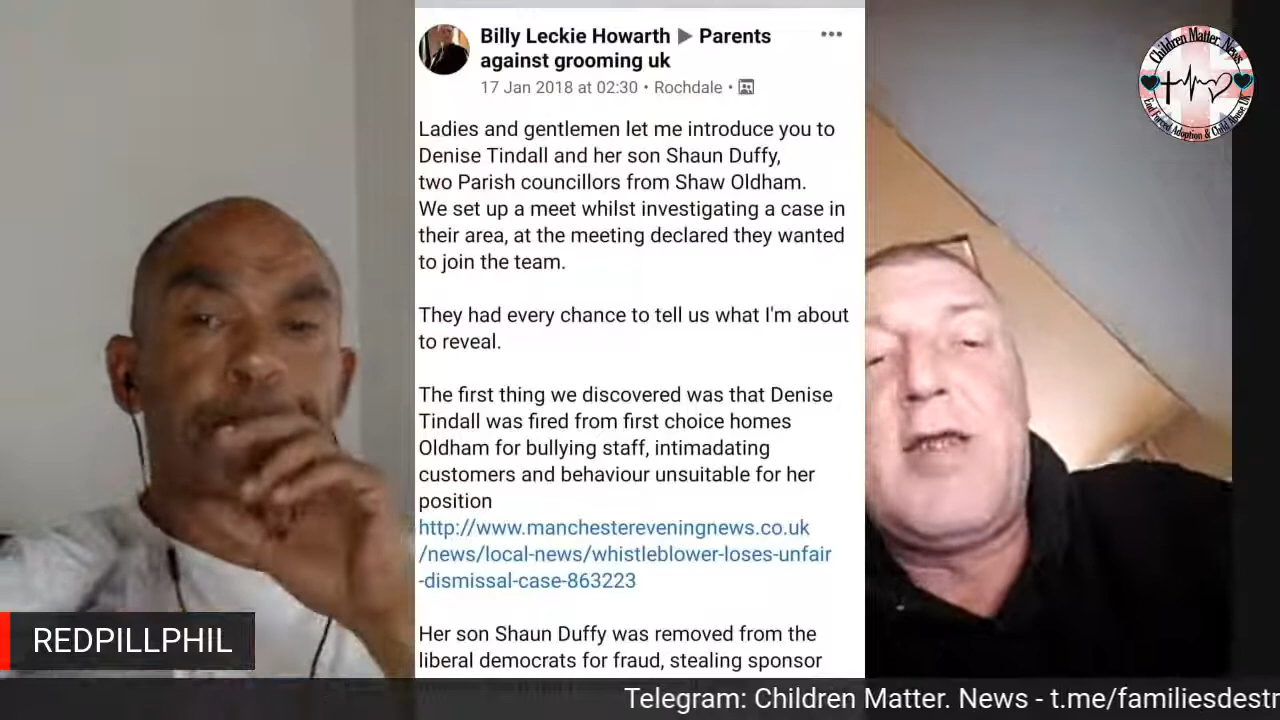 Billy Leckie Howarth ▶ Parents
against grooming uk
17 Jan 2018 at 02:30 • Rochdale •
Ladies and gentlemen let me introduce you to
Denise Tindall and her son Shaun Duffy,
two Parish councillors from Shaw Oldham.
We set up a meet whilst investigating a case in
their area, at the meeting declared they wanted
to join the team.
They had every chance to tell us what I'm about
to reveal.
The first thing we discovered was that Denise
Tindall was fired from first choice homes
Oldham for bullying staff, intimadating
customers and behaviour unsuitable for her
position
http://www.manchestereveningnews.co.uk
/news/local-news/whistleblower-loses-unfair
-dismissal-case-863223
Her son Shaun Duffy was removed from the
liberal democrats for fraud, stealing sponsor
Children Matter. News
End Forced Adoption & Child Abuse UK
REDPILLPHIL
Telegram: Children Matter. News - t.me/familiesdestr